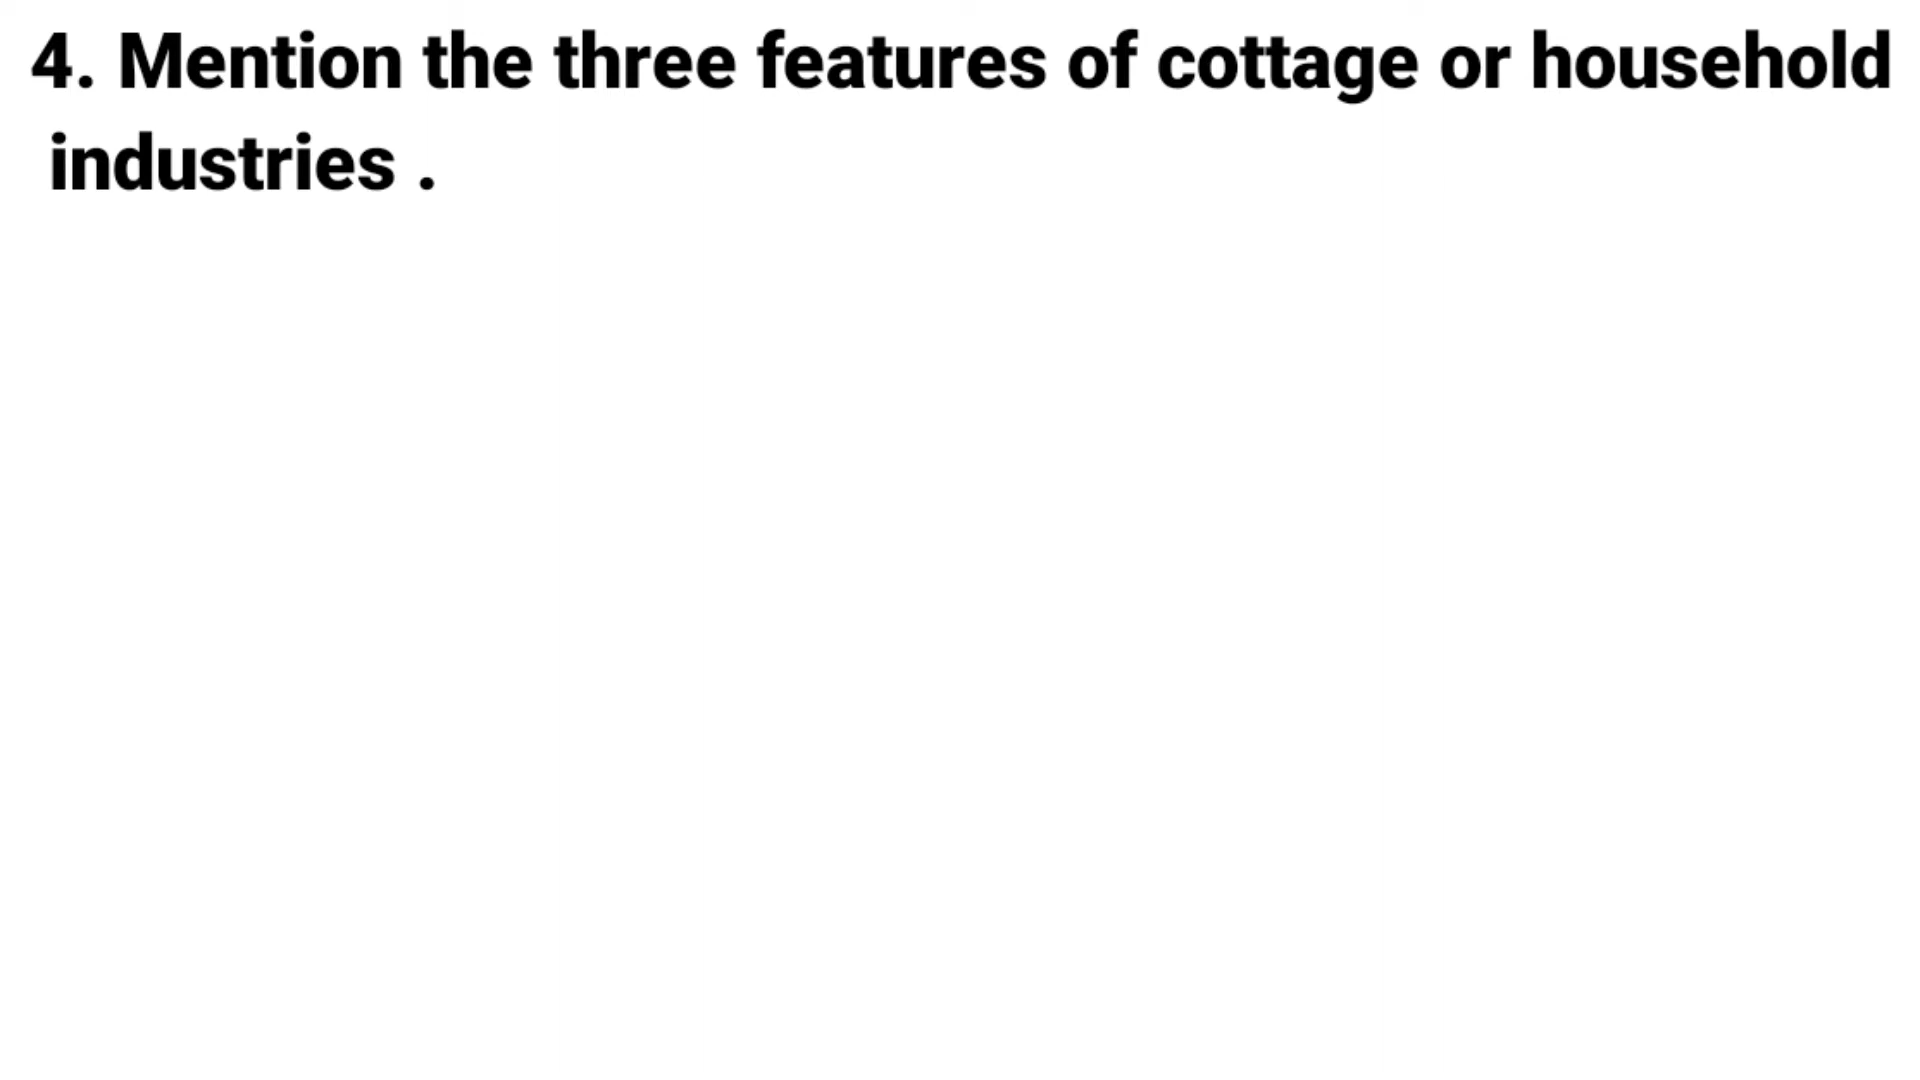 4. Mention the three features of cottage or household
industries .